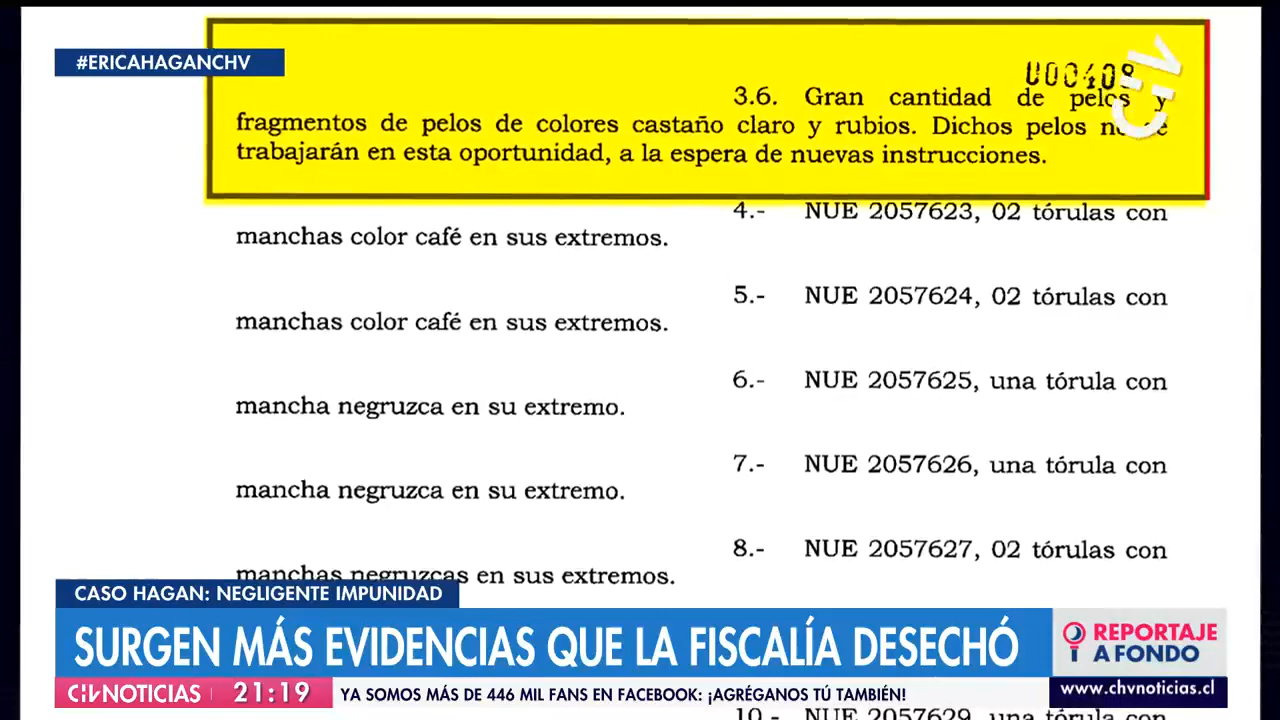 #ERICAHAGANCHV
000408
CHV
3.6. Gran cantidad de pelos y
fragmentos de pelos de colores castaño claro y rubios. Dichos pelos
trabajarán en esta oportunidad, a la espera de nuevas instrucciones.
4.- NUE 2057623, 02 tórulas con
manchas color café en sus extremos.
5.- NUE 2057624, 02 tórulas con
manchas color café en sus extremos.
6.- NUE 2057625, una tórula con
mancha negruzca en su extremo.
7.- NUE 2057626, una tórula con
mancha negruzca en su extremo.
8.- NUE 2057627, 02 tórulas con
manchas negruzcas en sus extremos.
CASO HAGAN: NEGLIGENTE IMPUNIDAD
SURGEN MÁS EVIDENCIAS QUE LA FISCALÍA DESECHÓ
REPORTAJE
A FONDO
CHVNOTICIAS 21:19 YA SOMOS MÁS DE 446 MIL FANS EN FACEBOOK: ¡AGRÉGANOS TÚ TAMBIÉN!
www.chvnoticias.cl
10.- NUE 2057629, una tórula con